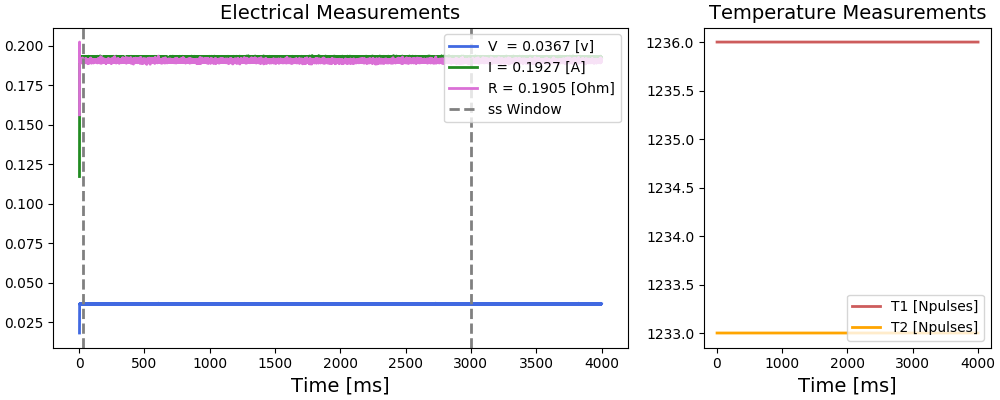 Electrical Measurements
0.200
0.175
0.150
0.125
0.100
0.075
0.050
0.025
V  = 0.0367 [v]
I = 0.1927 [A]
R = 0.1905 [Ohm]
ss Window
0 500 1000 1500 2000 2500 3000 3500 4000
Time [ms]
Temperature Measurements
1236.0
1235.5
1235.0
1234.5
1234.0
1233.5
1233.0
T1 [Npulses]
T2 [Npulses]
0 1000 2000 3000 4000
Time [ms]